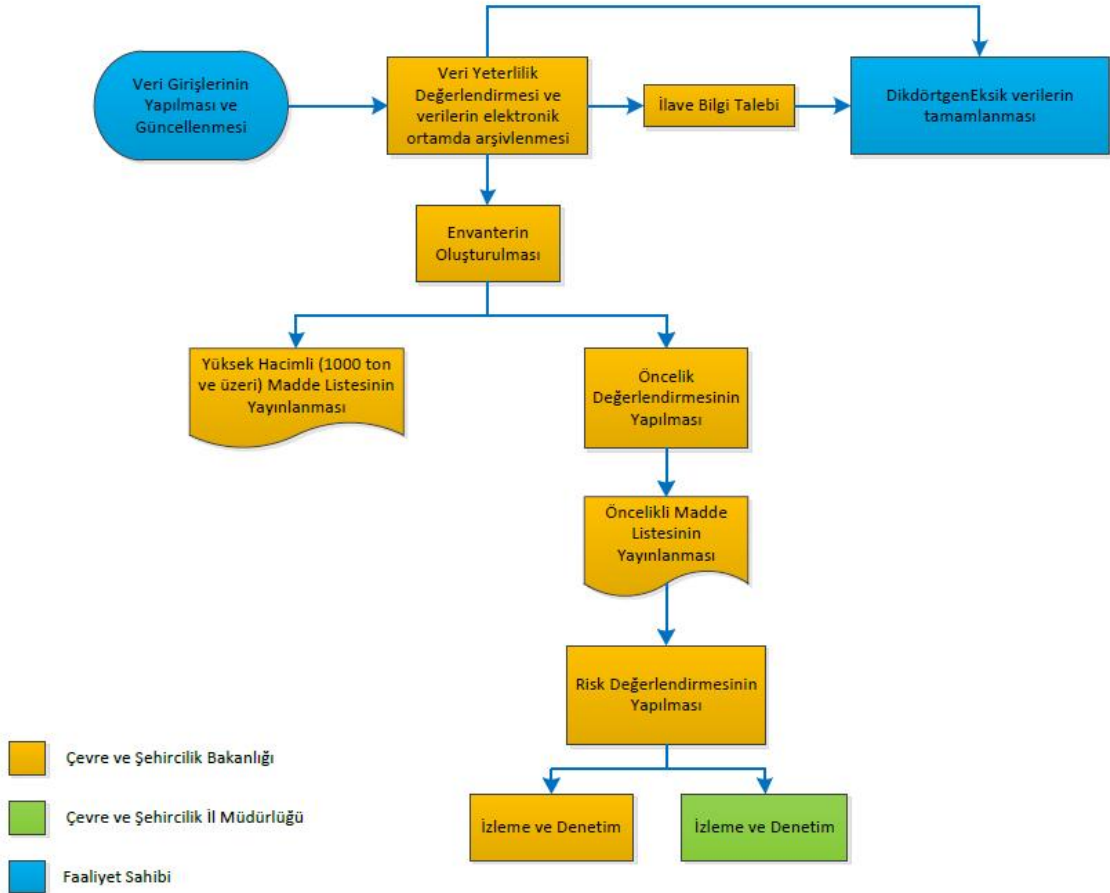 Veri Girişlerinin
Yapılması ve
Güncellenmesi
Veri Yeterlilik
Değerlendirmesi ve
verilerin elektronik
ortamda arşivlenmesi
İlave Bilgi Talebi
DikdörtgenEksik verilerin
tamamlanması
Envanterin
Oluşturulması
Yüksek Hacimli (1000 ton
ve üzeri) Madde Listesinin
Yayınlanması
Öncelik
Değerlendirmesinin
Yapılması
Öncelikli Madde
Listesinin
Yayınlanması
Risk Değerlendirmesinin
Yapılması
İzleme ve Denetim
İzleme ve Denetim
Çevre ve Şehircilik Bakanlığı
Çevre ve Şehircilik İl Müdürlüğü
Faaliyet Sahibi